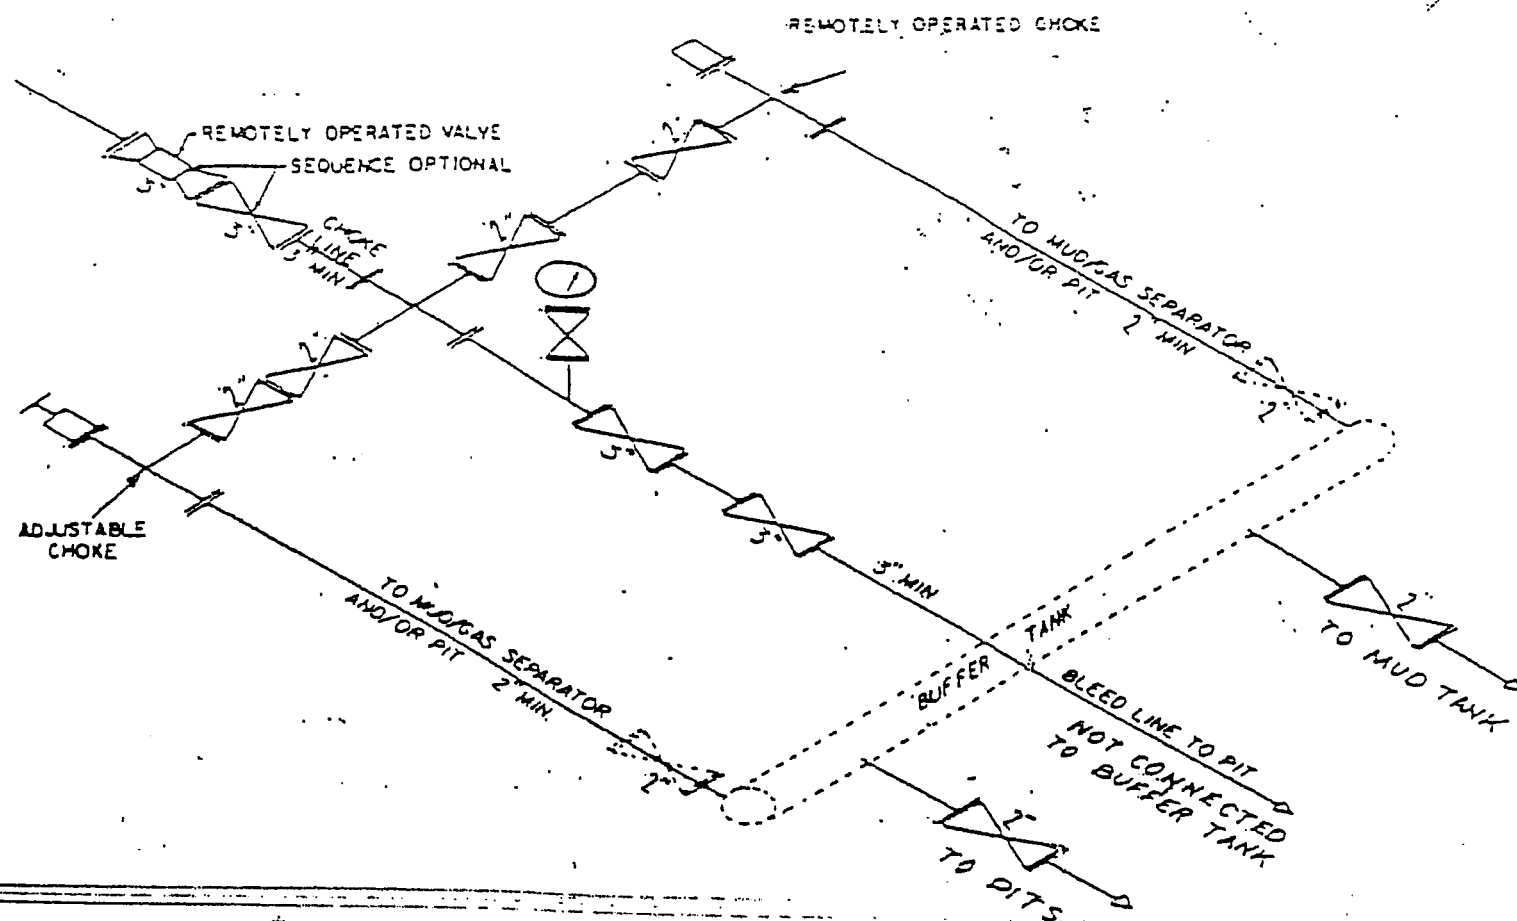 REMOTELY OPERATED CHOKE
REMOTELY OPERATED VALVE
SEQUENCE OPTIONAL
3"
3"
CHOKE
LINE
3" MIN
2"
2"
2"
2"
ADJUSTABLE
CHOKE
TO MUD/GAS SEPARATOR
AND/OR PIT
2" MIN
2"
3"
3"
3" MIN
BUFFER TANK
TO MUD/GAS SEPARATOR
AND/OR PIT
2" MIN.
2"
2"
TO MUD TANK
BLEED LINE TO PIT
NOT CONNECTED
TO BUFFER TANK
2"
TO PITS